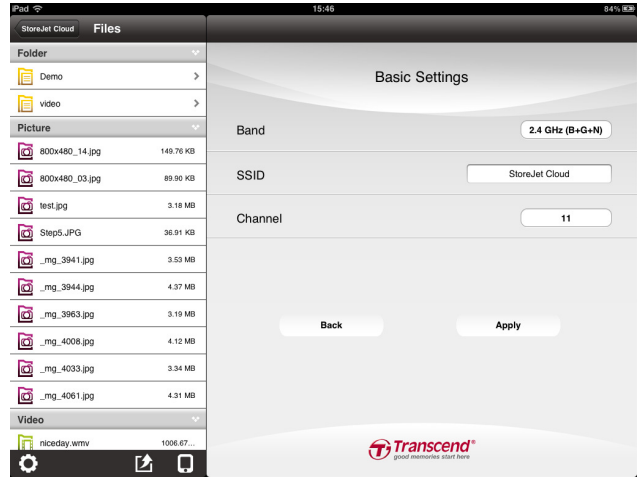 iPad 15:46 84%
StoreJet Cloud Files
Folder
Demo
video
Picture
800x480_14.jpg 149.76 KB
800x480_03.jpg 89.90 KB
test.jpg 3.18 MB
Step5.JPG 36.91 KB
_mg_3941.jpg 3.53 MB
_mg_3944.jpg 4.37 MB
_mg_3963.jpg 3.19 MB
_mg_4008.jpg 4.12 MB
_mg_4033.jpg 3.34 MB
_mg_4061.jpg 4.31 MB
Video
niceday.wmv 1006.67...
Basic Settings
Band 2.4 GHz (B+G+N)
SSID StoreJet Cloud
Channel 11
Back Apply
Transcend®
good memories start here